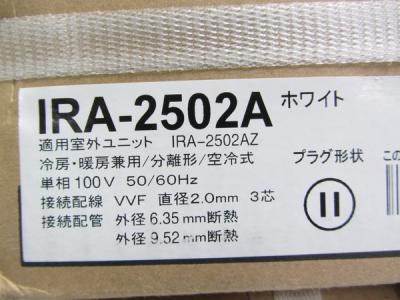 IRA-2502A ホワイト
適用室外ユニット IRA-2502AZ
冷房・暖房兼用/分離形/空冷式
単相100V 50/60Hz
接続配線 VVF 直径2.0mm 3芯
接続配管 外径6.35mm断熱
外径9.52mm断熱
プラグ形状
この